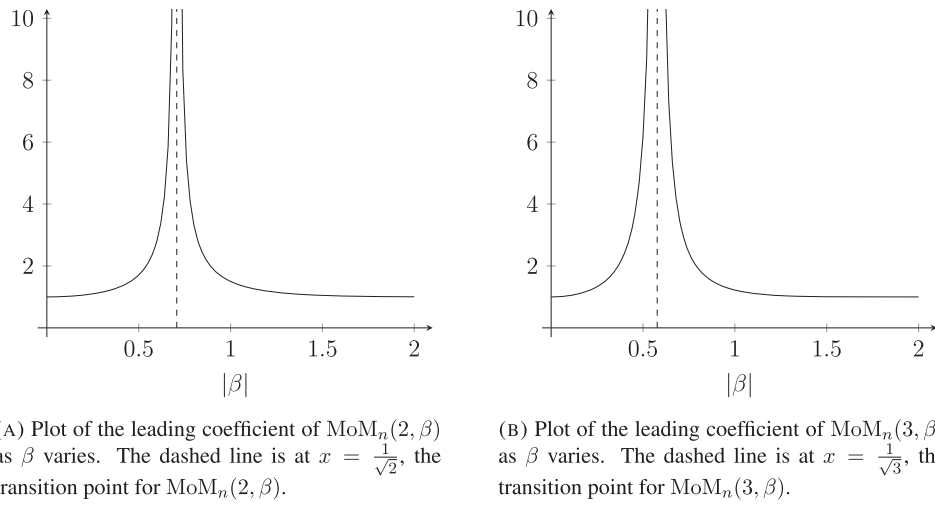 10
8
6
4
2
0.5
1
1.5
2
|β|
10
8
6
4
2
0.5
1
1.5
2
|β|
(A) Plot of the leading coefficient of MoMₙ(2, β)
as β varies. The dashed line is at x = 1/√2, the
transition point for MoMₙ(2, β).
(B) Plot of the leading coefficient of MoMₙ(3, β
as β varies. The dashed line is at x = 1/√3, th
transition point for MoMₙ(3, β).